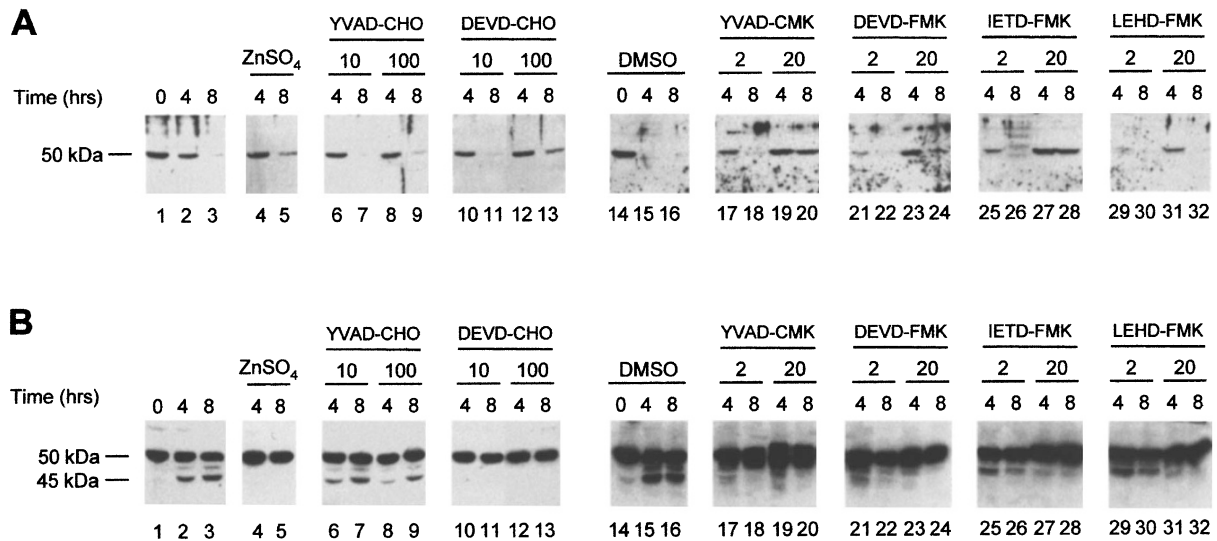 A
YVAD-CHO DEVD-CHO YVAD-CMK DEVD-FMK IETD-FMK LEHD-FMK
ZnSO4 10 100 10 100 DMSO 2 20 2 20 2 20 2 20
Time (hrs) 0 4 8 4 8 4 8 4 8 4 8 4 8 0 4 8 4 8 4 8 4 8 4 8 4 8 4 8 4 8 4 8
50 kDa
1 2 3 4 5 6 7 8 9 10 11 12 13 14 15 16 17 18 19 20 21 22 23 24 25 26 27 28 29 30 31 32
B
YVAD-CHO DEVD-CHO YVAD-CMK DEVD-FMK IETD-FMK LEHD-FMK
ZnSO4 10 100 10 100 DMSO 2 20 2 20 2 20 2 20
Time (hrs) 0 4 8 4 8 4 8 4 8 4 8 4 8 0 4 8 4 8 4 8 4 8 4 8 4 8 4 8 4 8 4 8
50 kDa
45 kDa
1 2 3 4 5 6 7 8 9 10 11 12 13 14 15 16 17 18 19 20 21 22 23 24 25 26 27 28 29 30 31 32